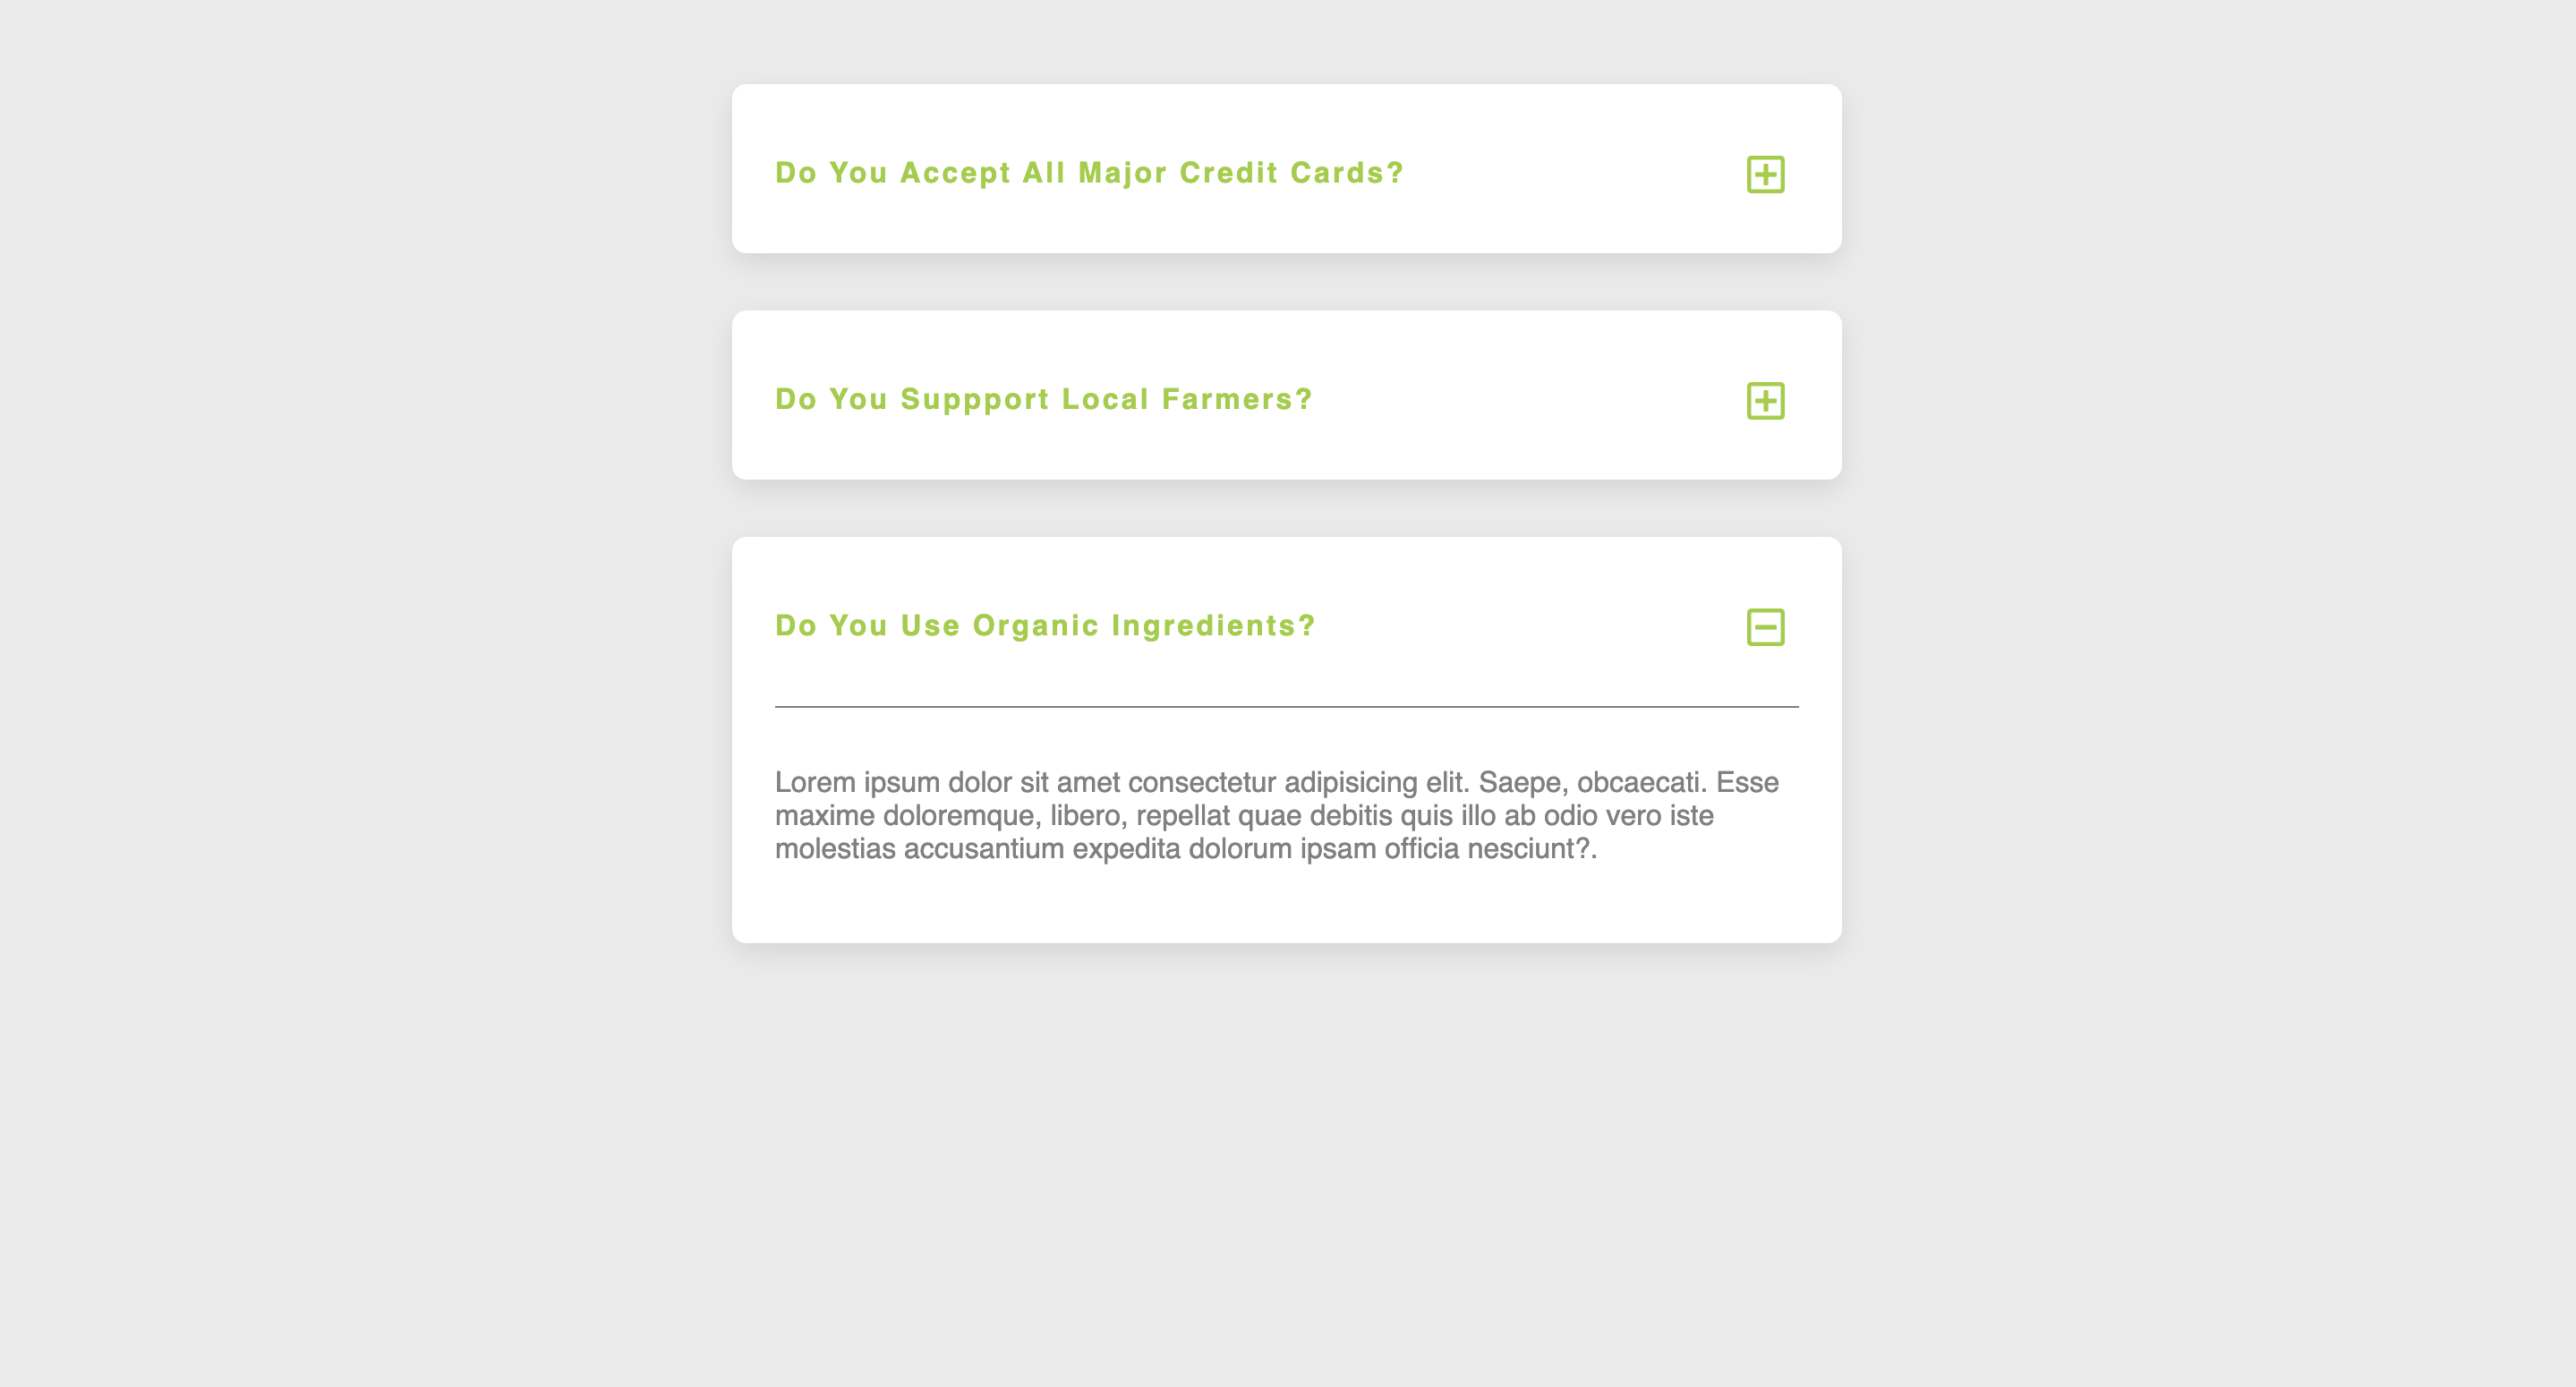 Do You Accept All Major Credit Cards?
Do You Suppport Local Farmers?
Do You Use Organic Ingredients?
Lorem ipsum dolor sit amet consectetur adipisicing elit. Saepe, obcaecati. Esse
maxime doloremque, libero, repellat quae debitis quis illo ab odio vero iste
molestias accusantium expedita dolorum ipsam officia nesciunt?.